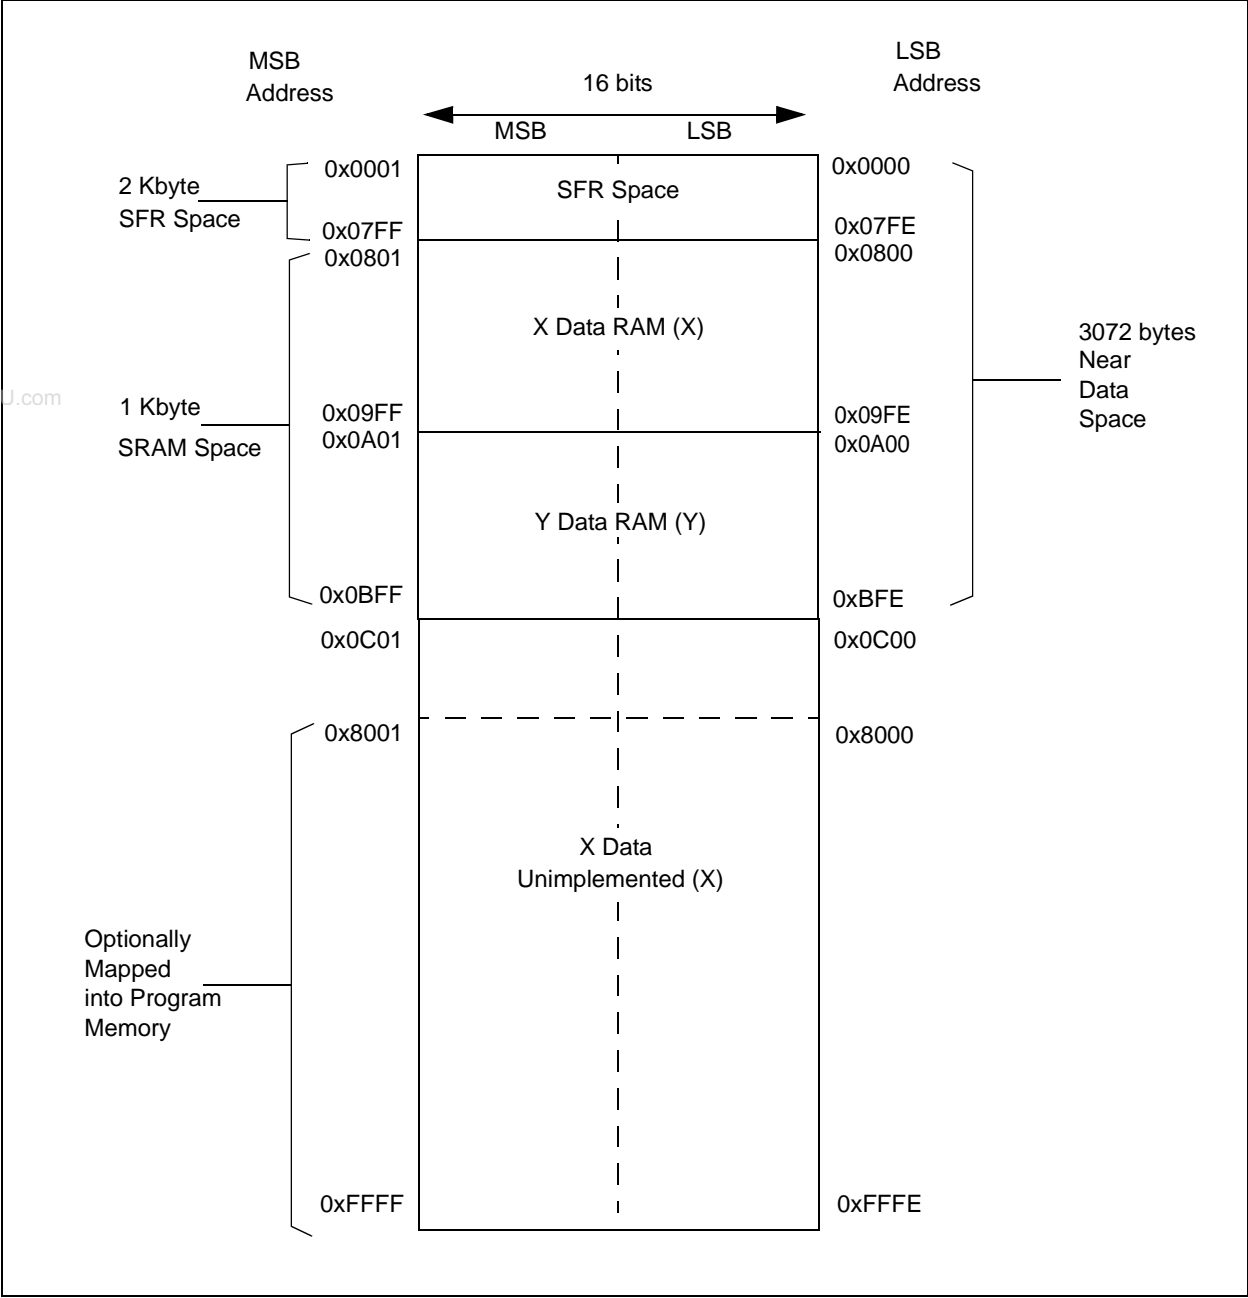 MSB
Address
LSB
Address
16 bits
MSB LSB
0x0001
0x0000
2 Kbyte
SFR Space
SFR Space
0x07FF
0x07FE
0x0801
0x0800
X Data RAM (X)
3072 bytes
Near
Data
Space
U.com
1 Kbyte
SRAM Space
0x09FF
0x09FE
0x0A01
0x0A00
Y Data RAM (Y)
0x0BFF
0xBFE
0x0C01
0x0C00
0x8001
0x8000
X Data
Unimplemented (X)
Optionally
Mapped
into Program
Memory
0xFFFF
0xFFFE